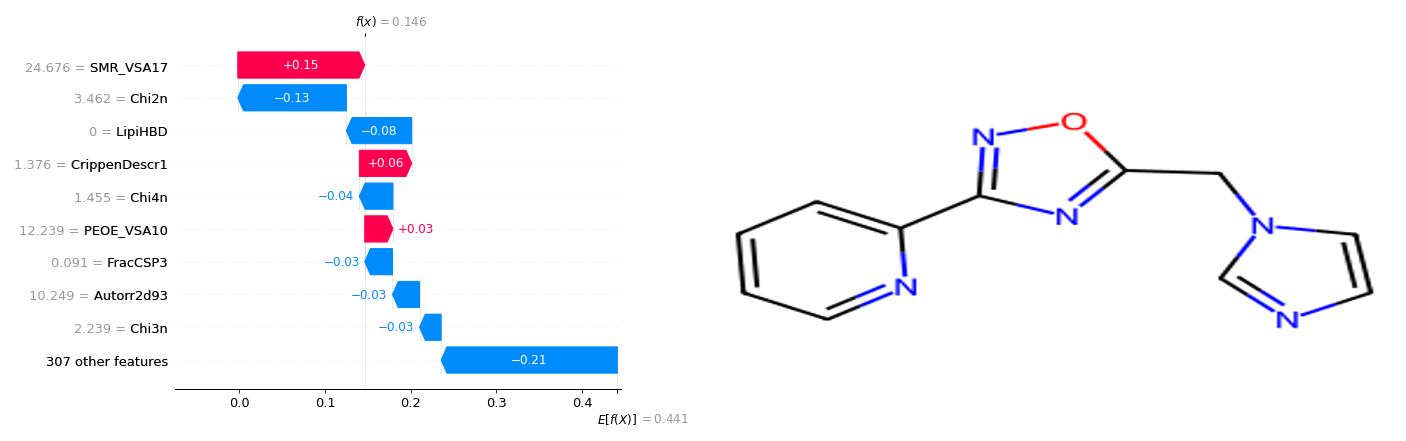 f(x) = 0.146
24.676 = SMR_VSA17
+0.15
3.462 = Chi2n
−0.13
0 = LipiHBD
−0.08
1.376 = CrippenDescr1
+0.06
1.455 = Chi4n
−0.04
12.239 = PEOE_VSA10
+0.03
0.091 = FracCSP3
−0.03
10.249 = Autorr2d93
−0.03
2.239 = Chi3n
−0.03
307 other features
−0.21
0.0 0.1 0.2 0.3 0.4
E[f(X)] = 0.441
O
N
N
N
N
N